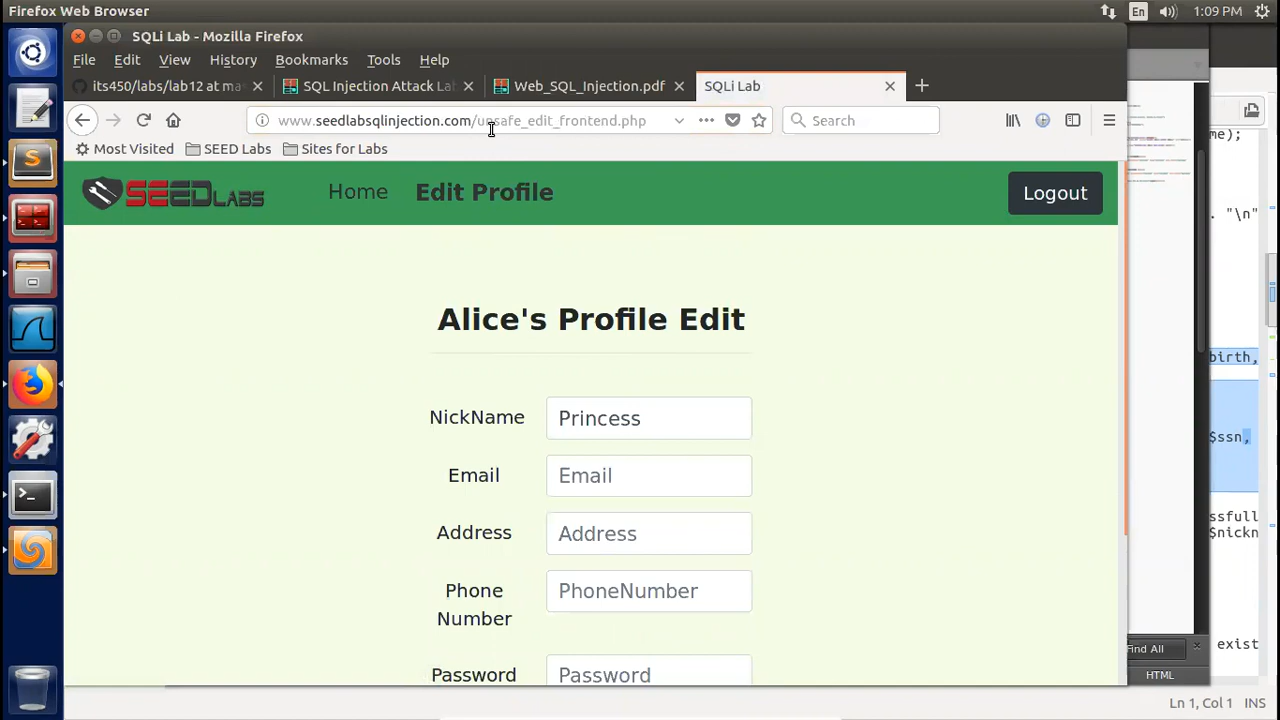 Firefox Web Browser
En
1:09 PM
SQLi Lab - Mozilla Firefox
File Edit View History Bookmarks Tools Help
its450/labs/lab12 at ma
SQL Injection Attack La
Web_SQL_Injection.pdf
SQLi Lab
www.seedlabsqlinjection.com/unsafe_edit_frontend.php
Search
Most Visited
SEED Labs
Sites for Labs
me);
. "\n"
SEEDLABS
Home
Edit Profile
Logout
Alice's Profile Edit
birth,
NickName
Princess
$ssn,
Email
Email
Address
Address
ssfull
$nickn
Phone
Number
PhoneNumber
exist
Find All
Password
Password
HTML
Ln 1, Col 1
INS